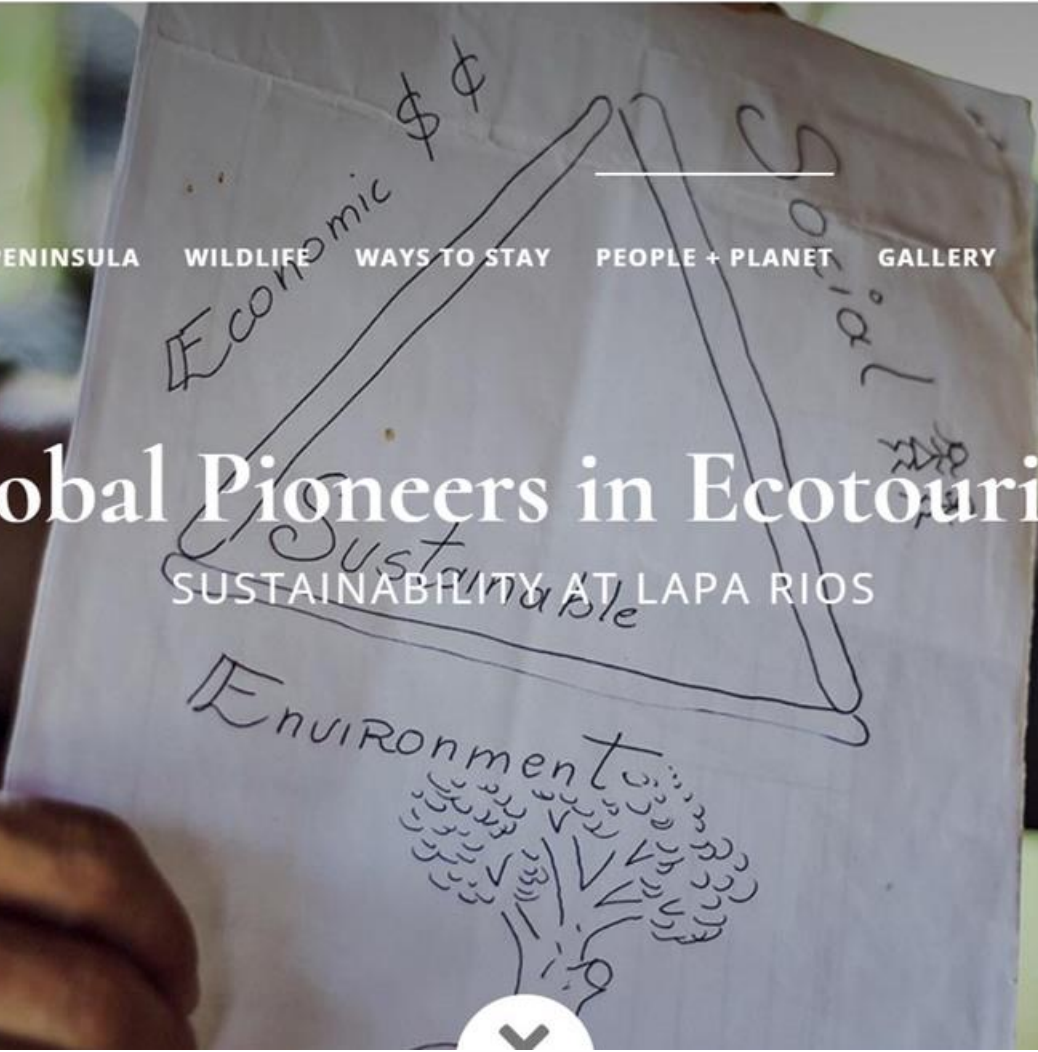 $ ¢
Economic
Social
PENINSULA WILDLIFE WAYS TO STAY PEOPLE + PLANET GALLERY
obal Pioneers in Ecotouri
Sustainable
SUSTAINABILITY AT LAPA RIOS
Environment